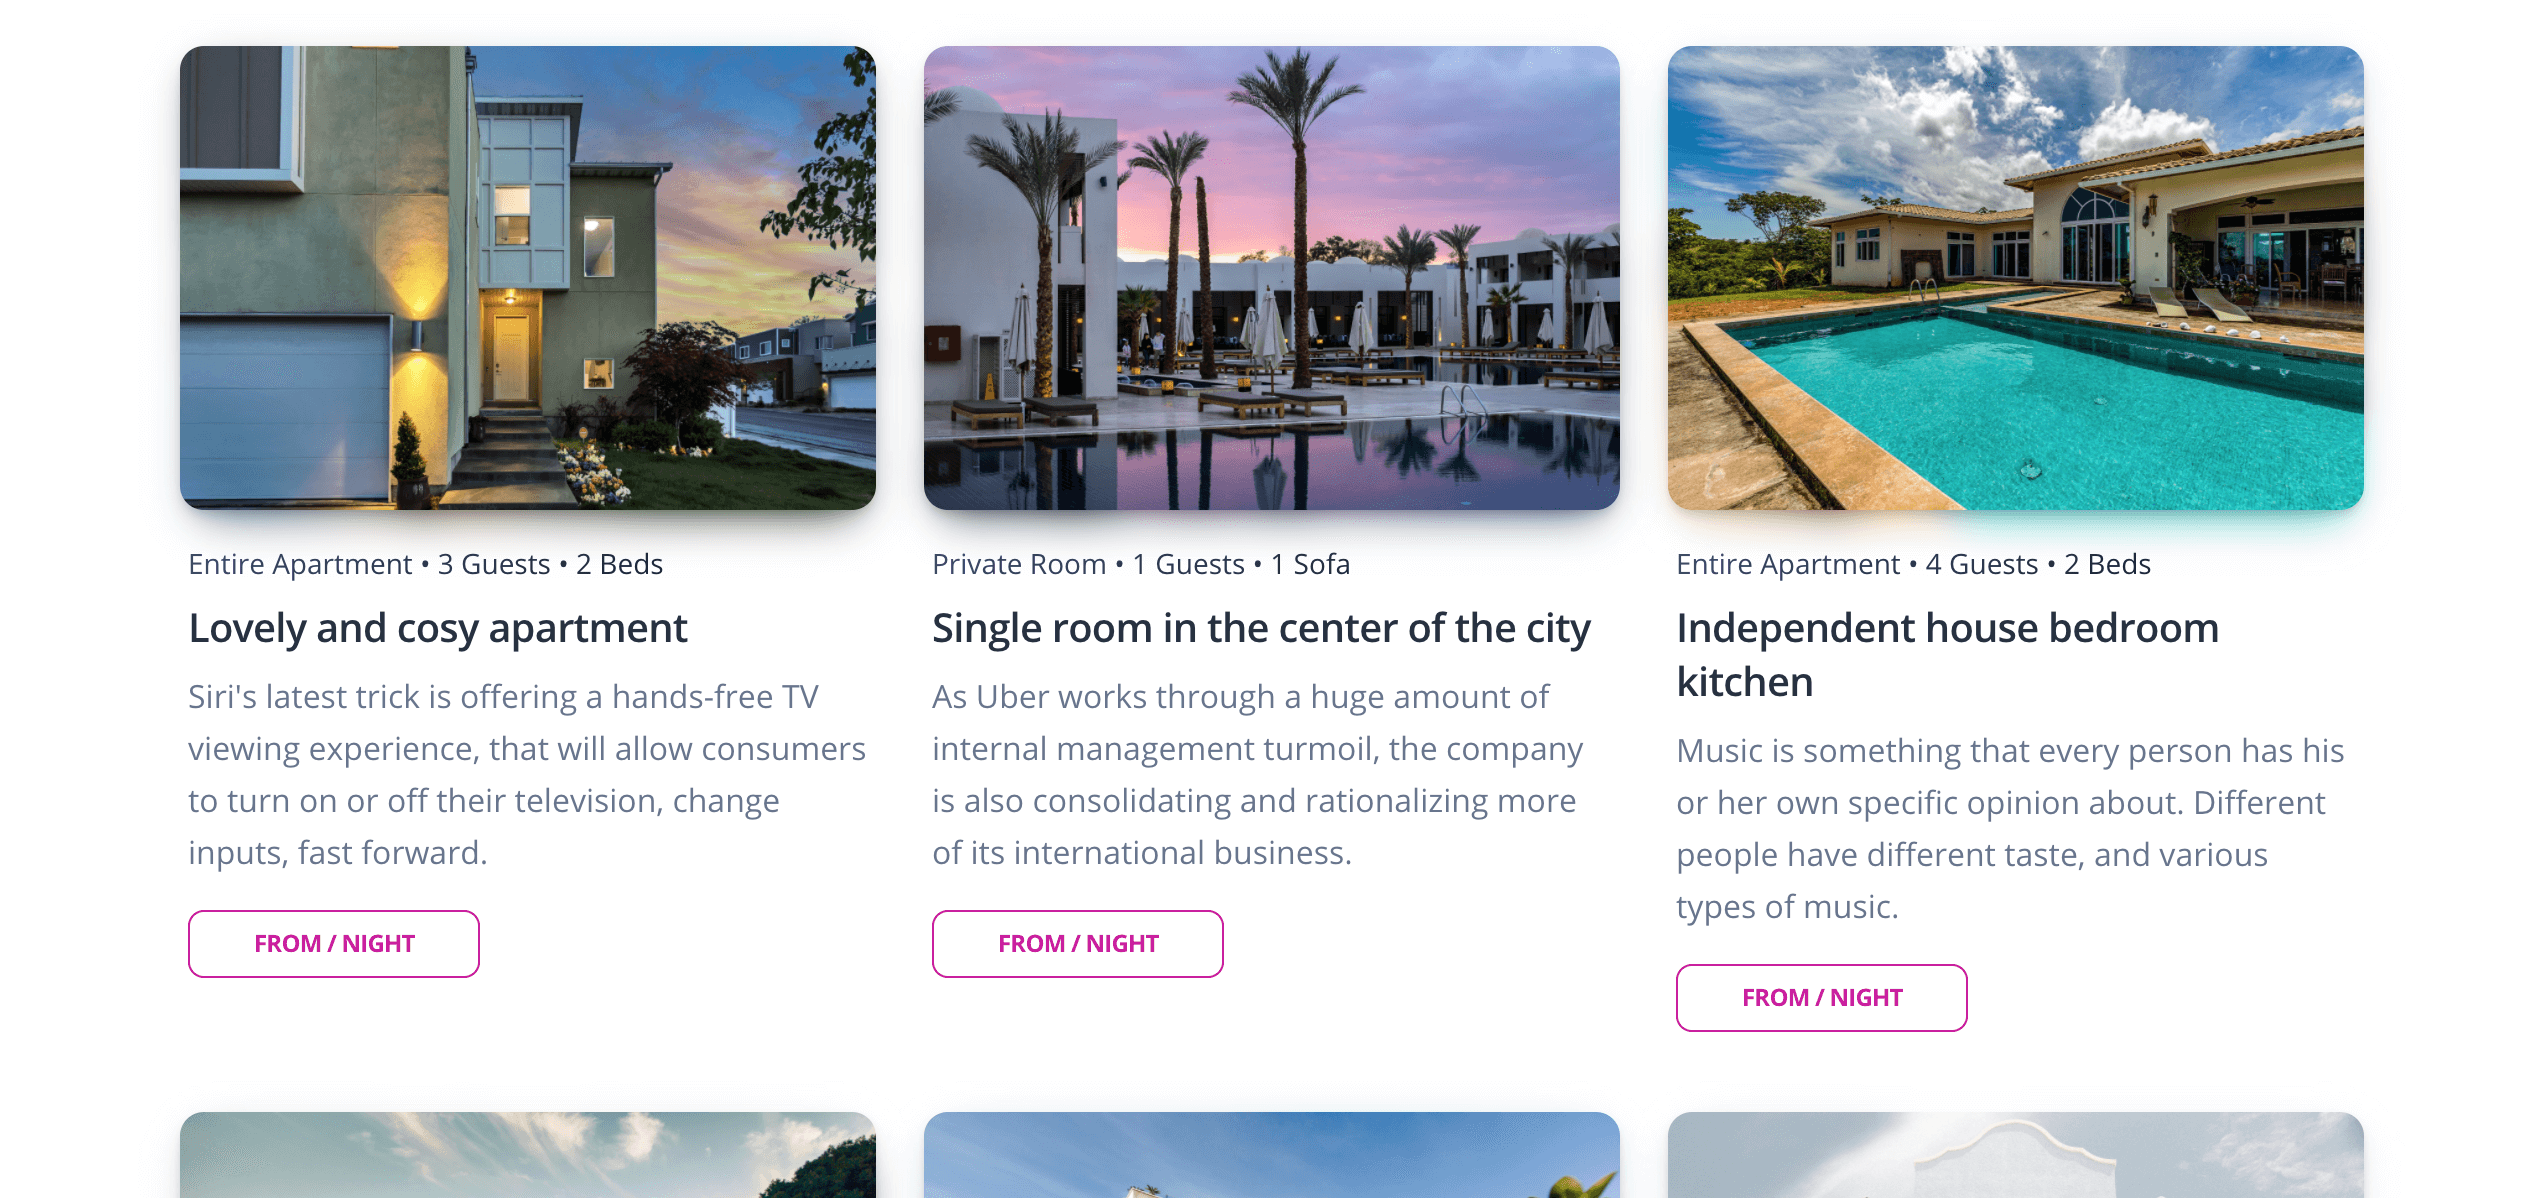 Entire Apartment • 3 Guests • 2 Beds
Lovely and cosy apartment
Siri's latest trick is offering a hands-free TV
viewing experience, that will allow consumers
to turn on or off their television, change
inputs, fast forward.
FROM / NIGHT
Private Room • 1 Guests • 1 Sofa
Single room in the center of the city
As Uber works through a huge amount of
internal management turmoil, the company
is also consolidating and rationalizing more
of its international business.
FROM / NIGHT
Entire Apartment • 4 Guests • 2 Beds
Independent house bedroom
kitchen
Music is something that every person has his
or her own specific opinion about. Different
people have different taste, and various
types of music.
FROM / NIGHT